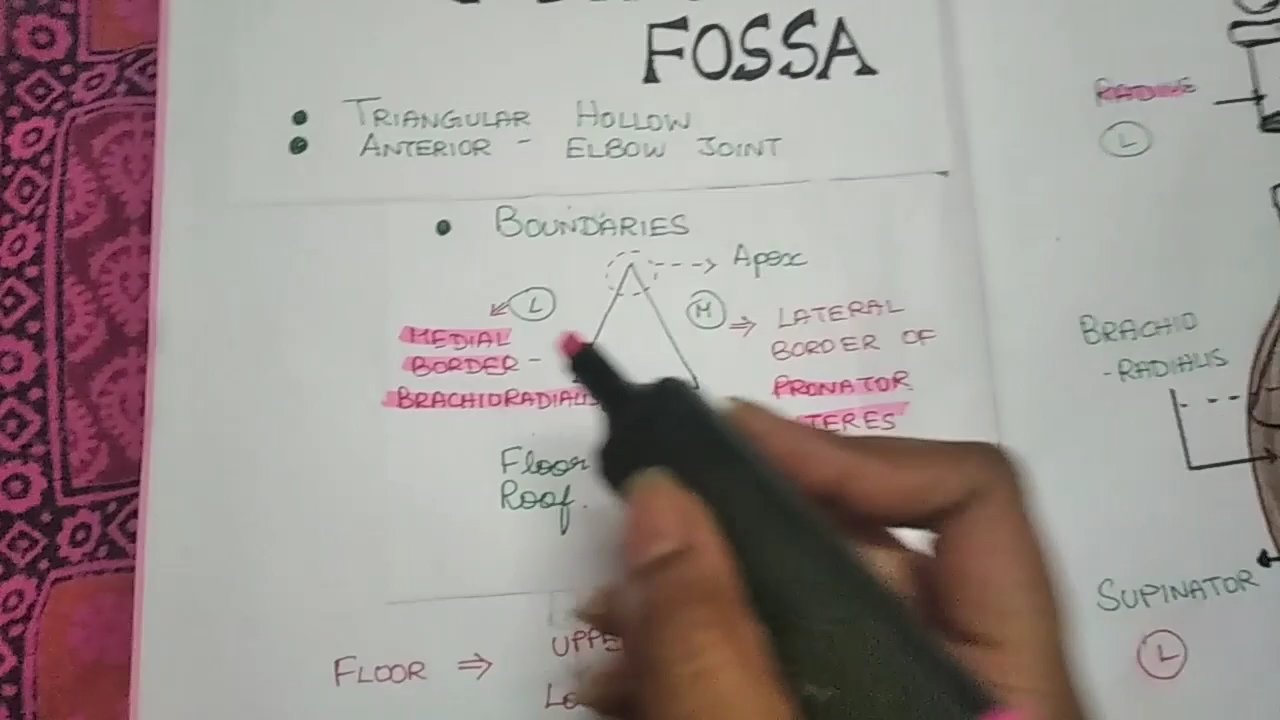 FOSSA
TRIANGULAR HOLLOW
ANTERIOR - ELBOW JOINT
BOUNDARIES
Apex
L
M
MEDIAL
BORDER -
BRACHIORADIALIS
LATERAL
BORDER OF
PRONATOR
TERES
Floor
Roof.
FLOOR ⇒
L
BRACHIO
-RADIALIS
SUPINATOR
L